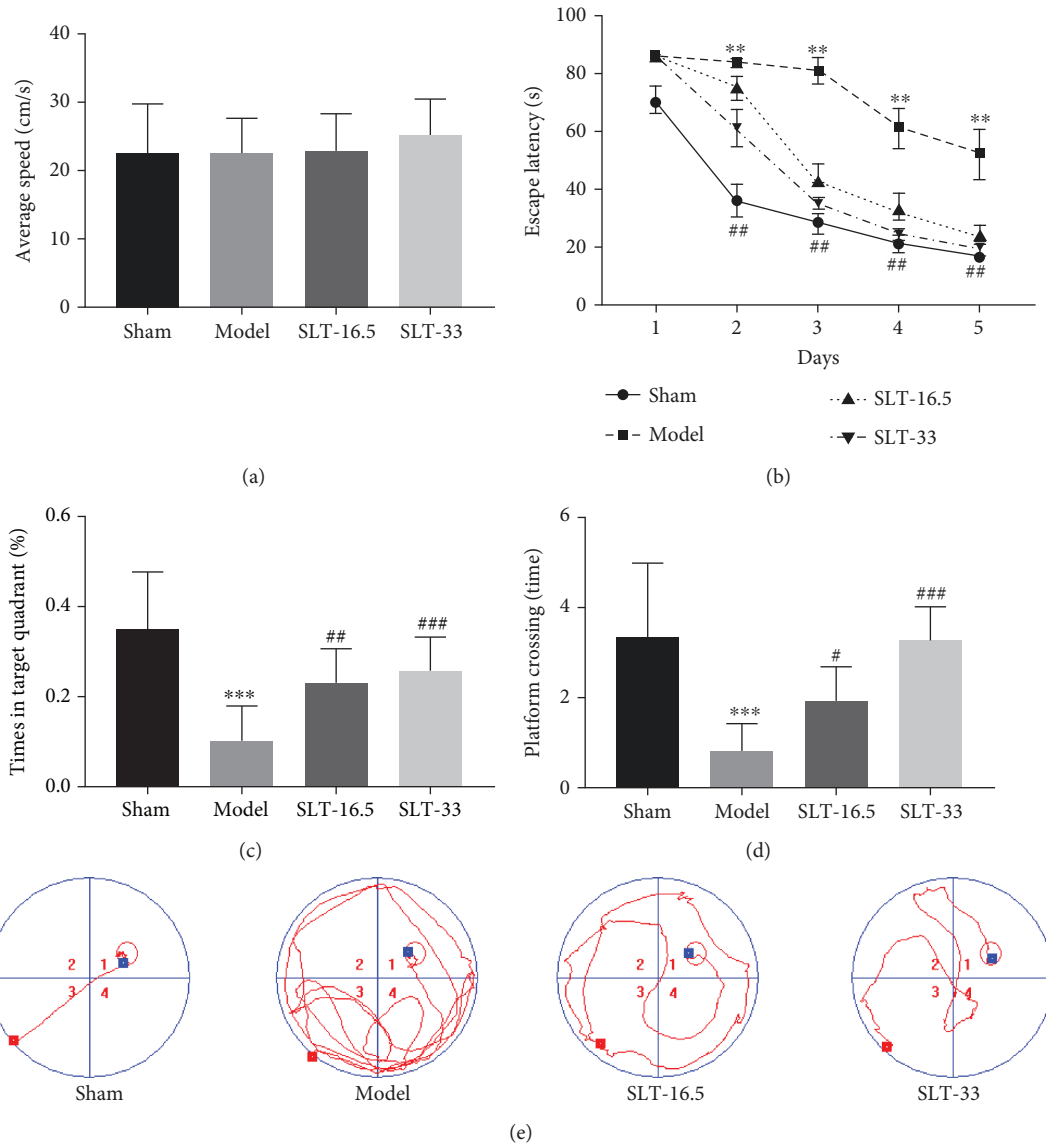 Average speed (cm/s)
40
30
20
10
0
Sham
Model
SLT-16.5
SLT-33
(a)
Escape latency (s)
100
80
60
40
20
0
**
**
**
**
##
##
##
##
1
2
3
4
5
Days
Sham
SLT-16.5
Model
SLT-33
(b)
Times in target quadrant (%)
0.6
0.4
0.2
0.0
***
##
###
Sham
Model
SLT-16.5
SLT-33
(c)
Platform crossing (time)
6
4
2
0
***
#
###
Sham
Model
SLT-16.5
SLT-33
(d)
2 1
3 4
Sham
2 1
3 4
Model
2 1
3 4
SLT-16.5
2 1
3 4
SLT-33
(e)